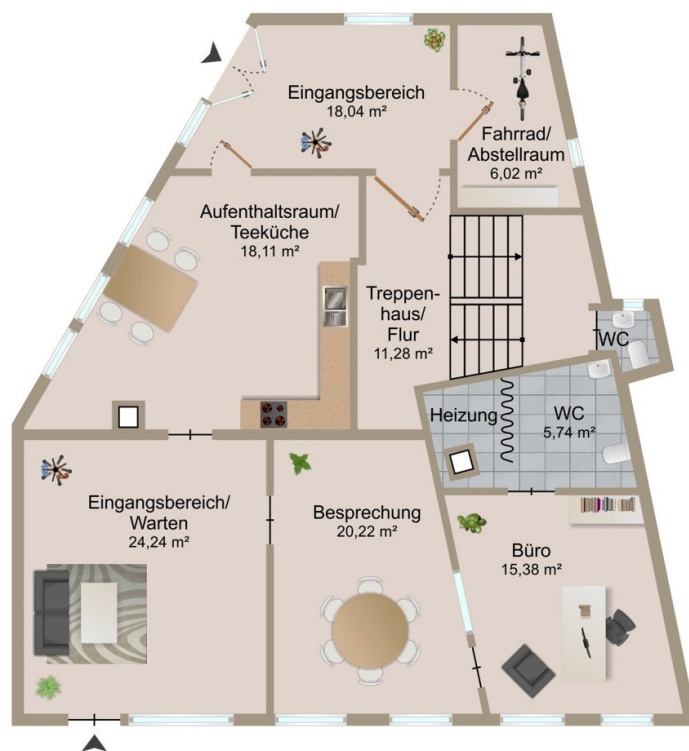 Eingangsbereich
18,04 m²
Fahrrad/
Abstellraum
6,02 m²
Aufenthaltsraum/
Teeküche
18,11 m²
Treppen-
haus/
Flur
11,28 m²
WC
Heizung
WC
5,74 m²
Eingangsbereich/
Warten
24,24 m²
Besprechung
20,22 m²
Büro
15,38 m²